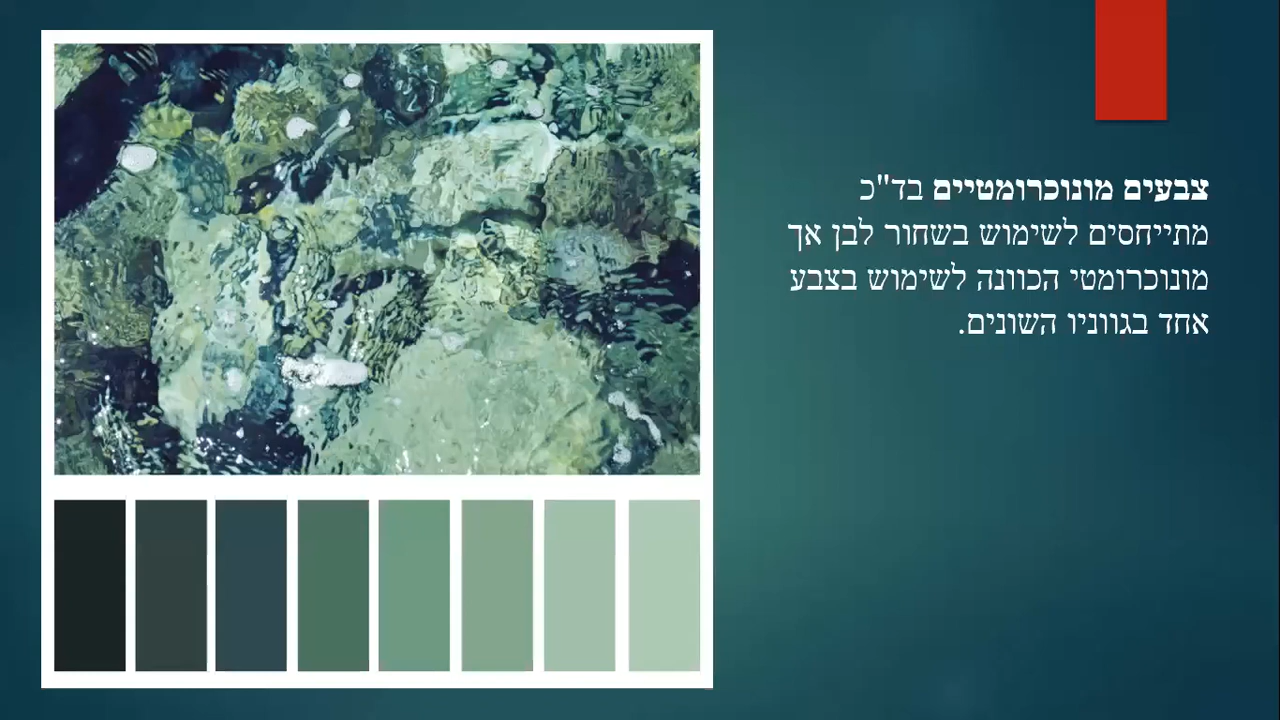 צבעים מונוכרומטיים בד"כ
מתייחסים לשימוש בשחור לבן אך
מונוכרומטי הכוונה לשימוש בצבע
אחד בגווניו השונים.